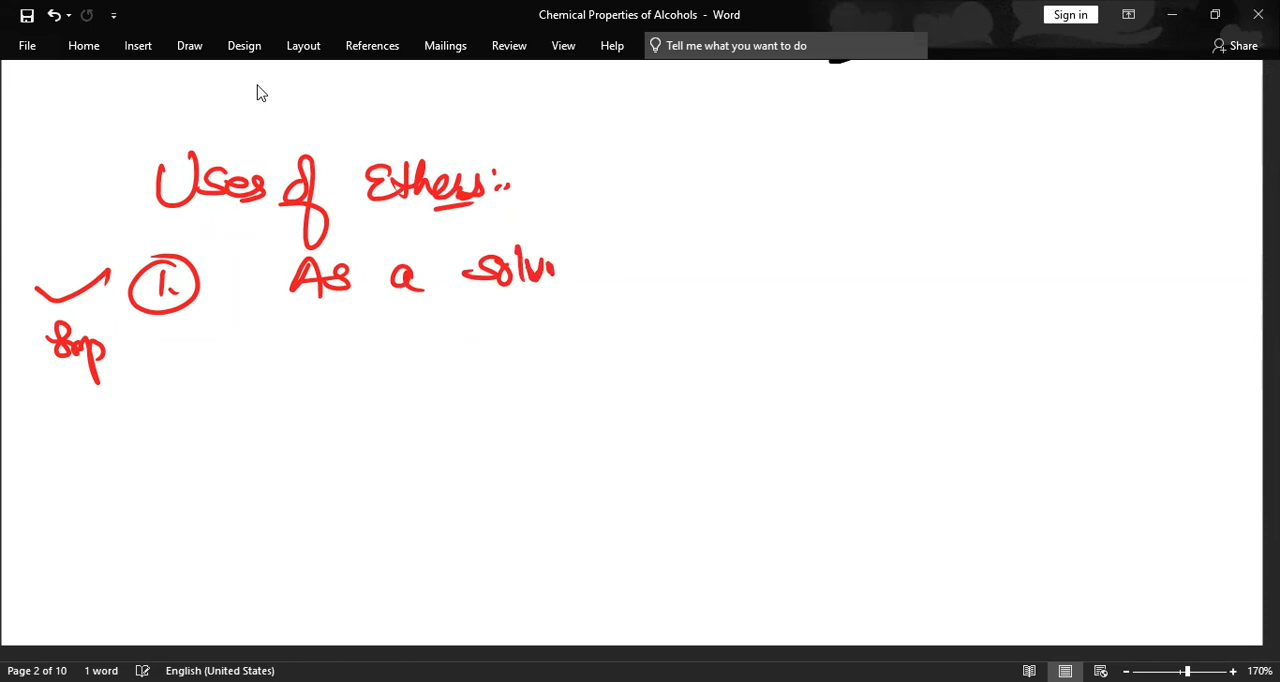 Chemical Properties of Alcohols - Word
Sign in
File Home Insert Draw Design Layout References Mailings Review View Help Tell me what you want to do Share
Uses of Ethers:-
1. As a solv
Imp
Page 2 of 10 1 word English (United States) 170%